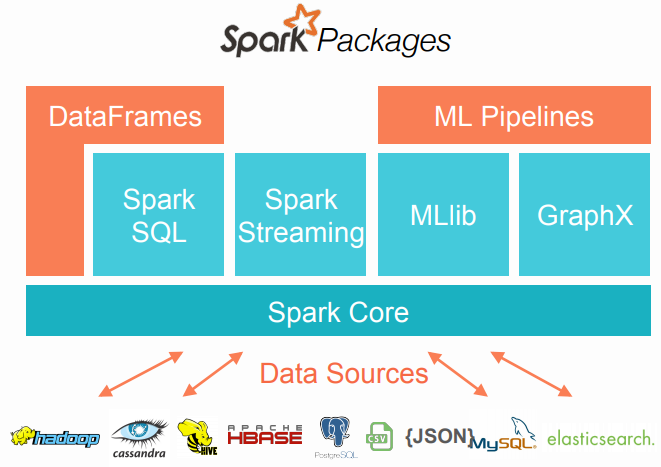 Spark Packages
DataFrames
ML Pipelines
Spark
SQL
Spark
Streaming
MLlib
GraphX
Spark Core
Data Sources
hadoop
cassandra
HIVE
APACHE
HBASE
PostgreSQL
CSV
{JSON}
MySQL®
elasticsearch.